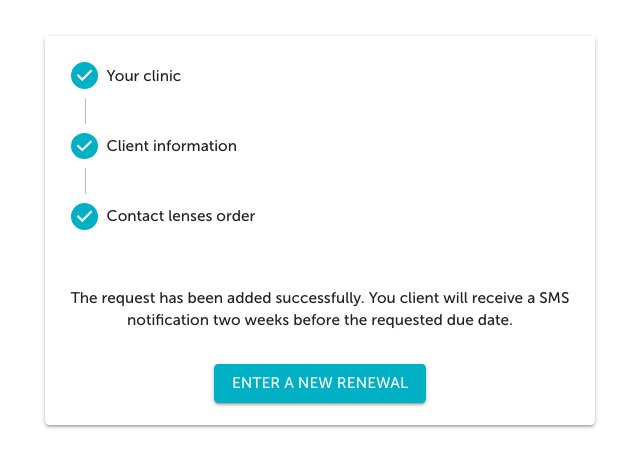 Your clinic
Client information
Contact lenses order
The request has been added successfully. You client will receive a SMS
notification two weeks before the requested due date.
ENTER A NEW RENEWAL